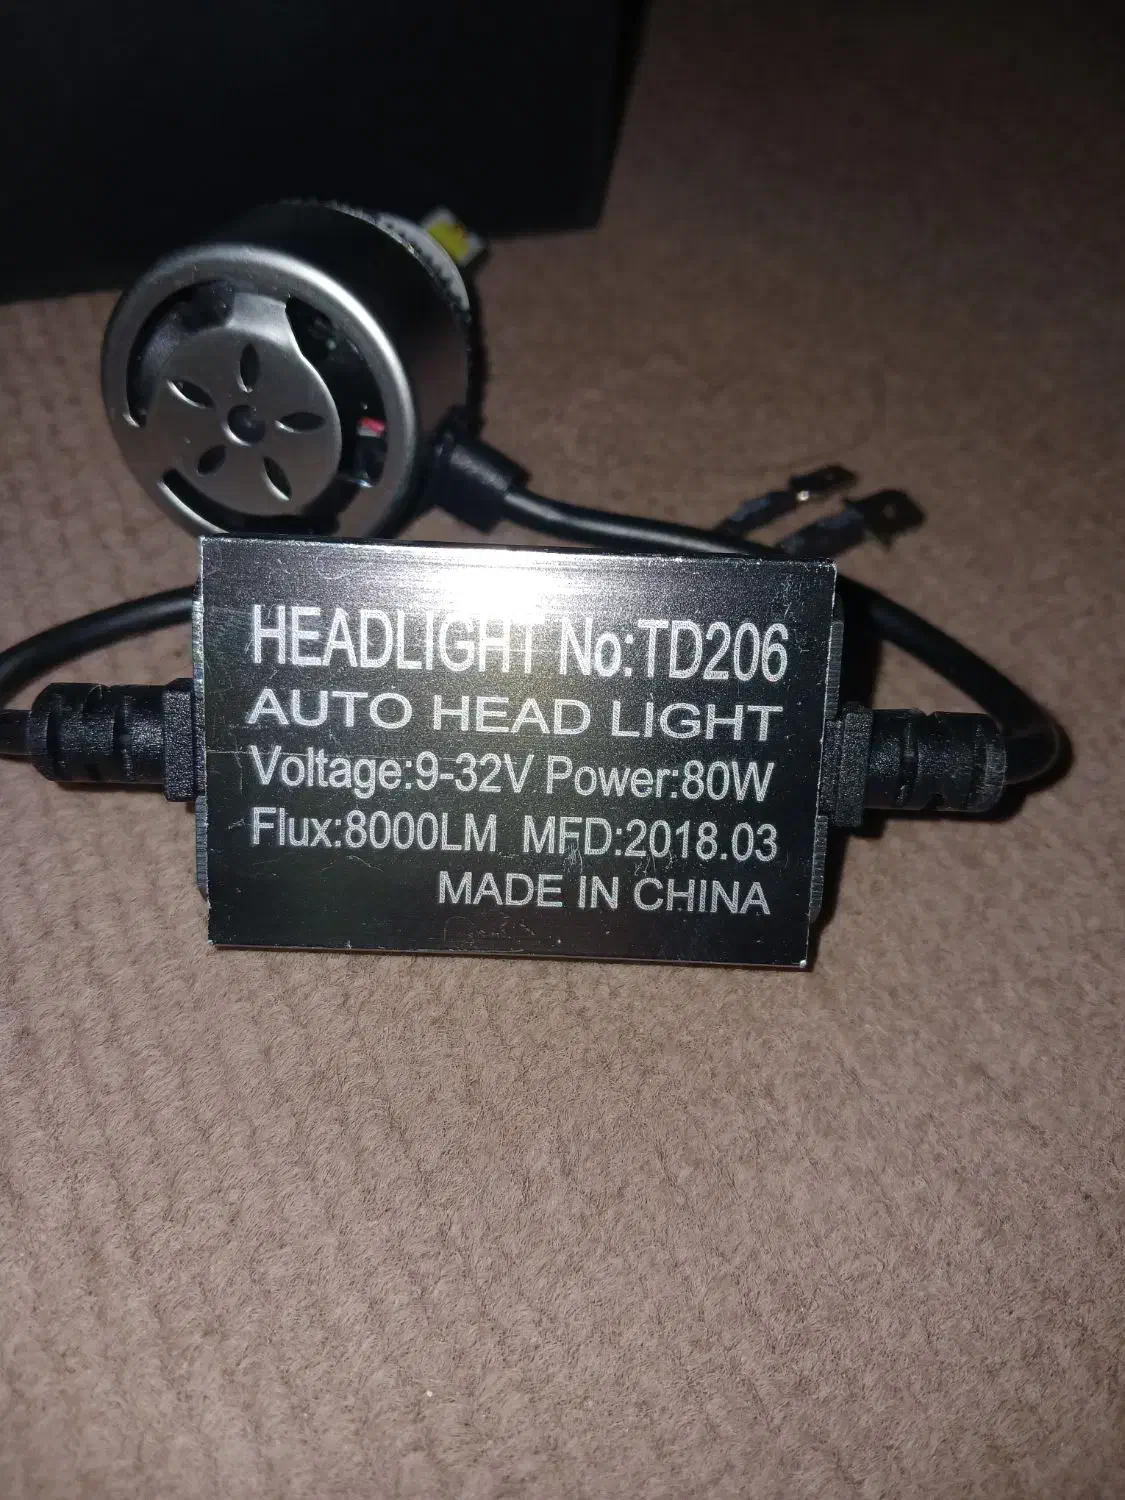 HEADLIGHT No:TD206
AUTO HEAD LIGHT
Voltage:9-32V Power:80W
Flux:8000LM MFD:2018.03
MADE IN CHINA